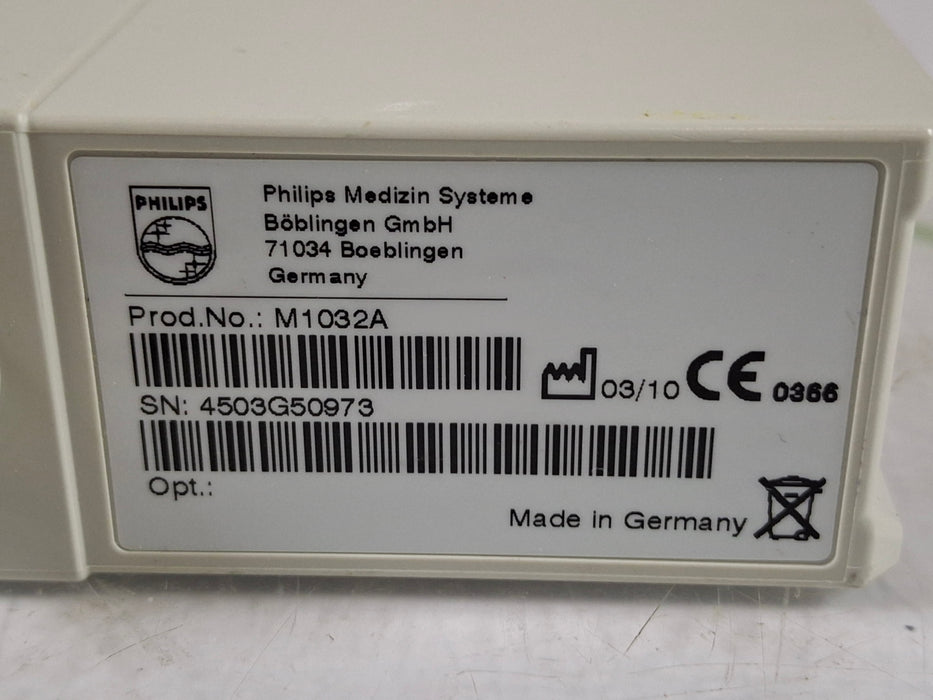 PHILIPS
Philips Medizin Systeme
Böblingen GmbH
71034 Boeblingen
Germany
Prod.No.: M1032A
03/10 CE 0366
SN: 4503G50973
Opt.:
Made in Germany